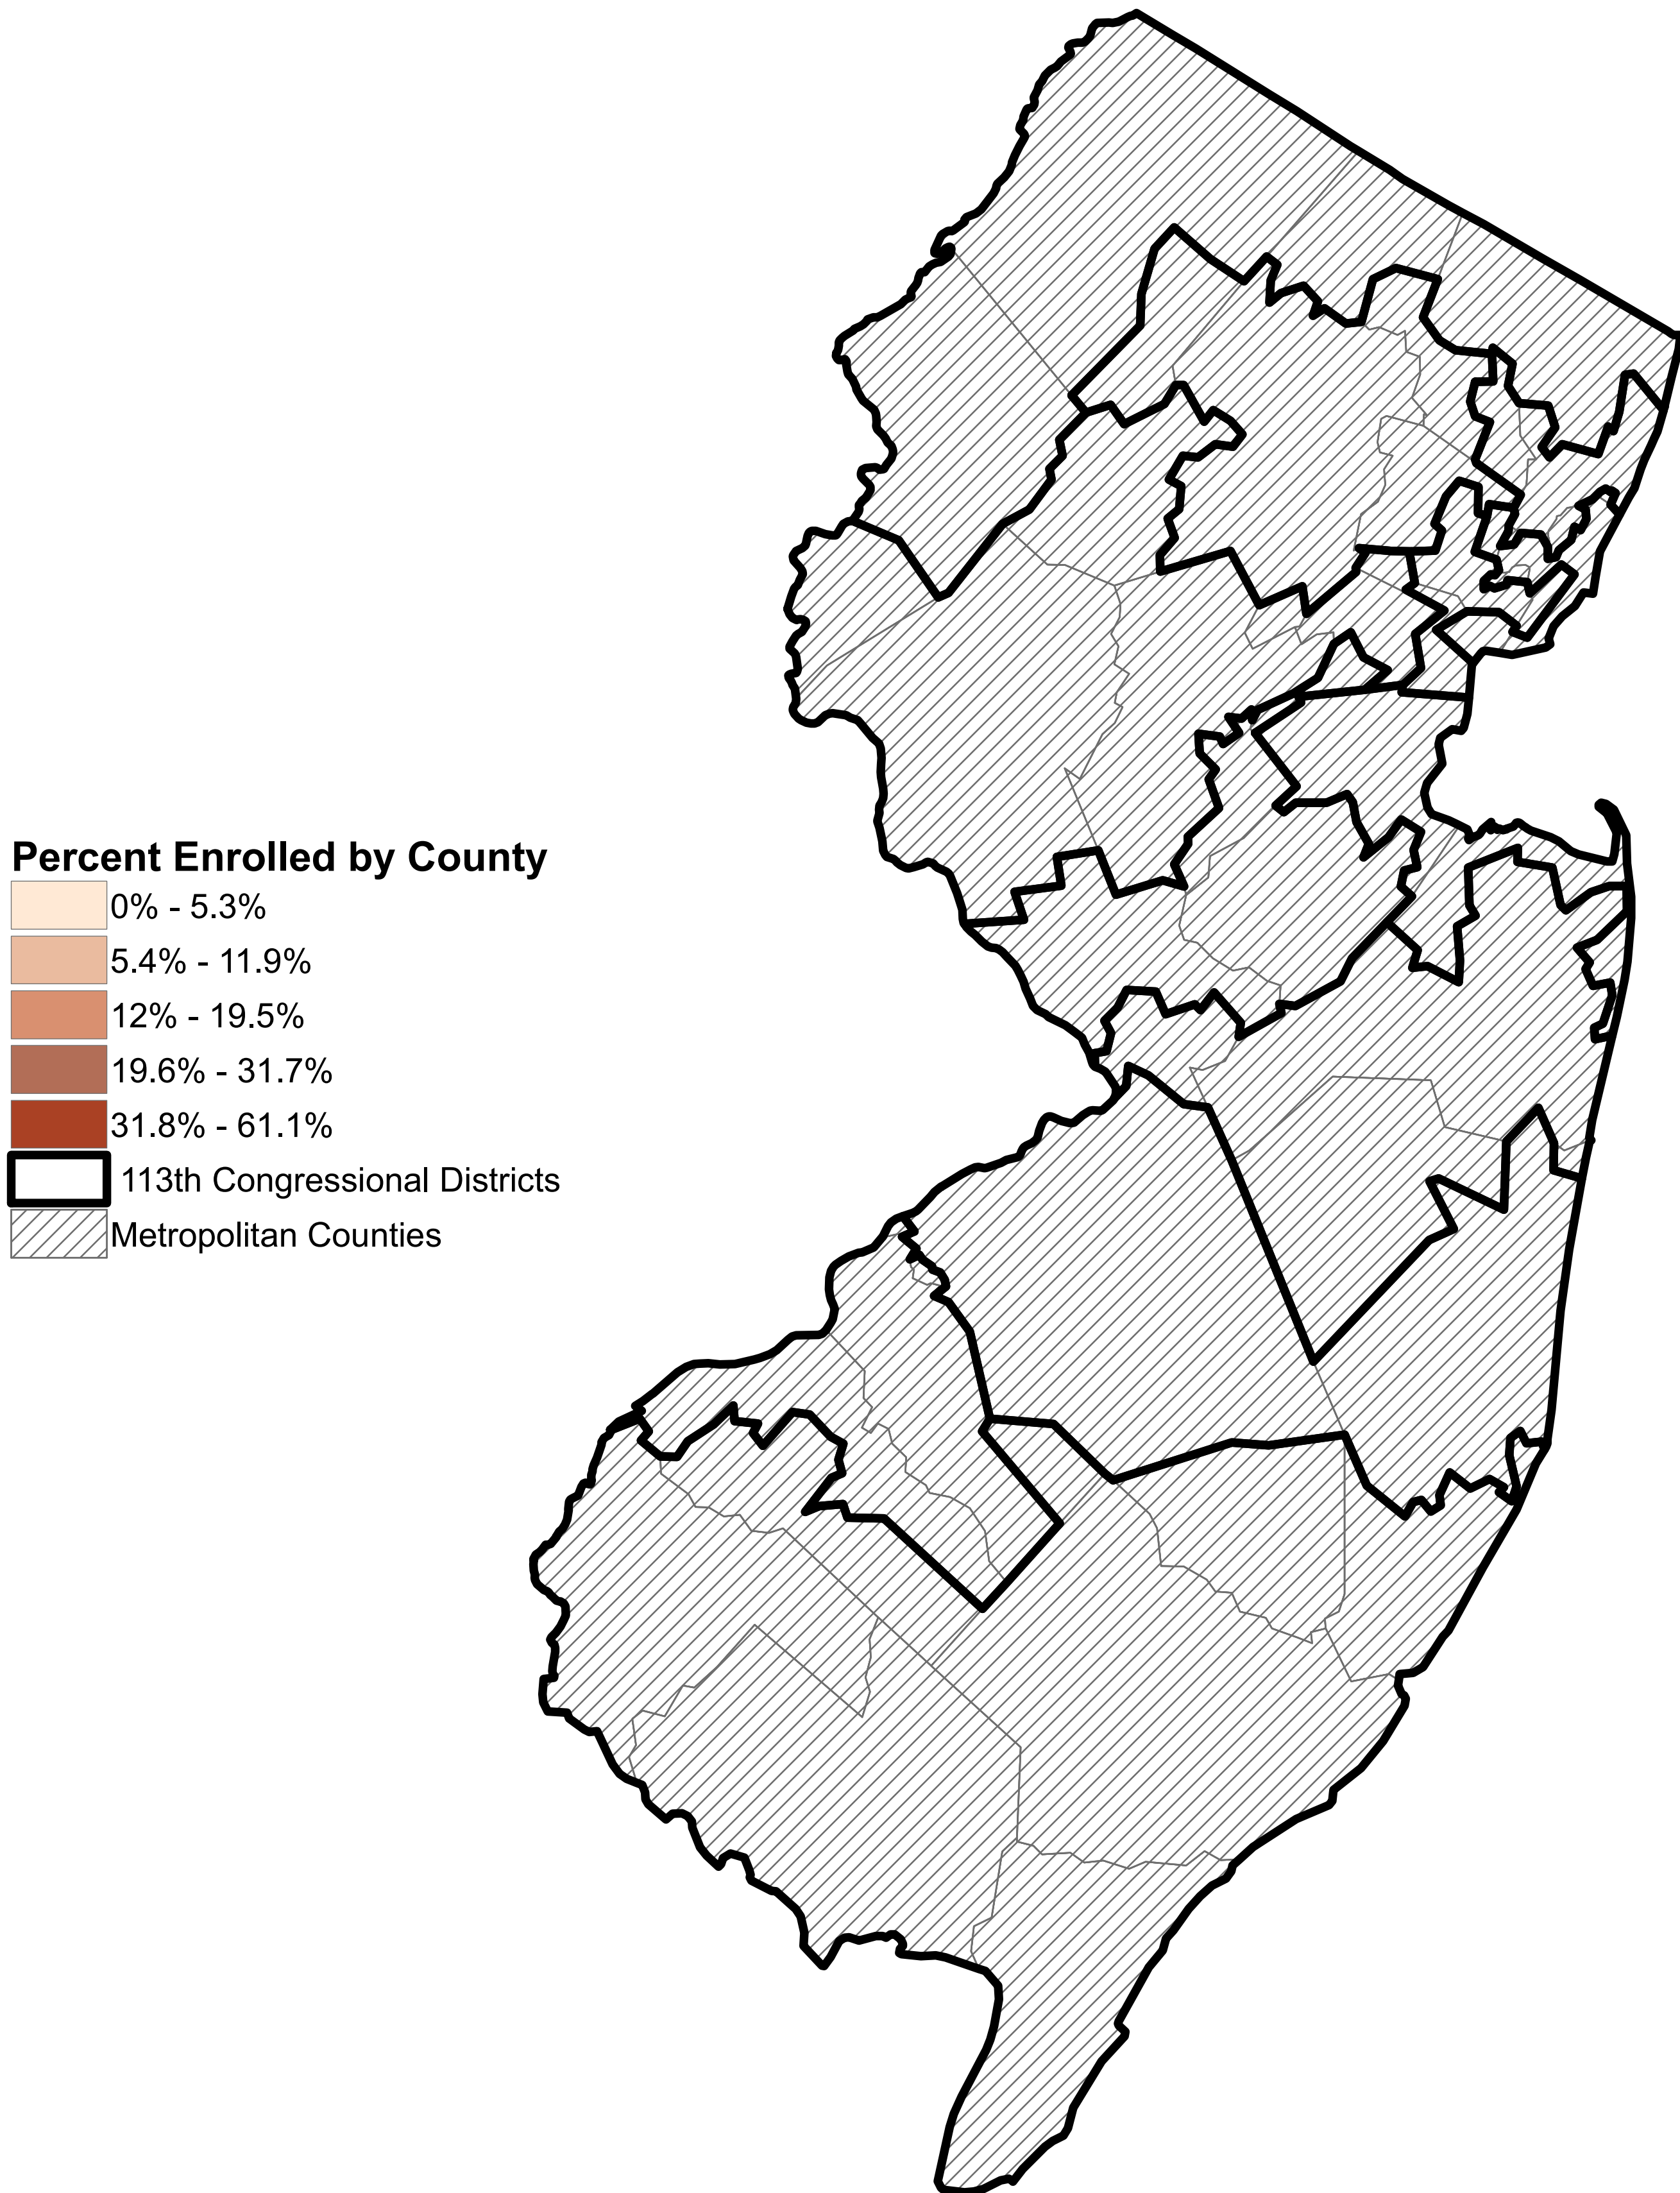 Percent Enrolled by County
0% - 5.3%
5.4% - 11.9%
12% - 19.5%
19.6% - 31.7%
31.8% - 61.1%
113th Congressional Districts
Metropolitan Counties